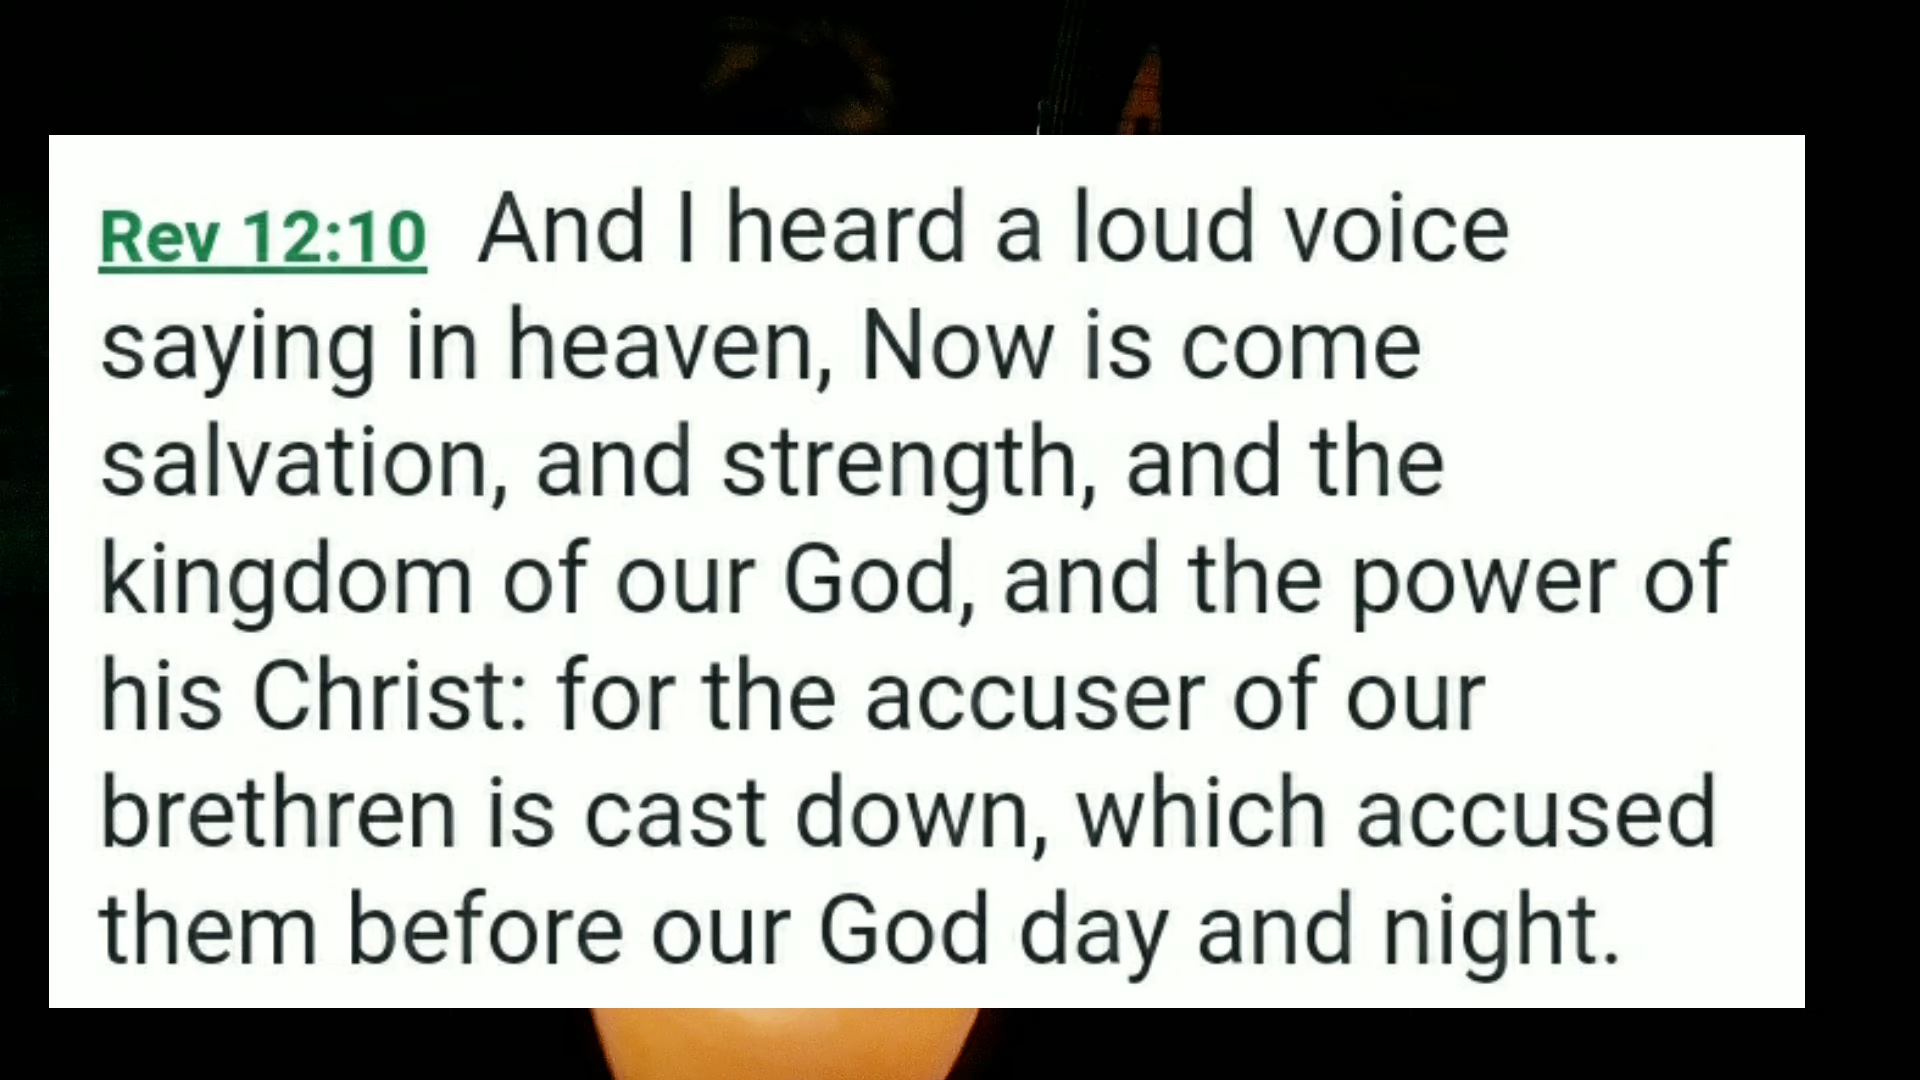 Rev 12:10 And I heard a loud voice
saying in heaven, Now is come
salvation, and strength, and the
kingdom of our God, and the power of
his Christ: for the accuser of our
brethren is cast down, which accused
them before our God day and night.